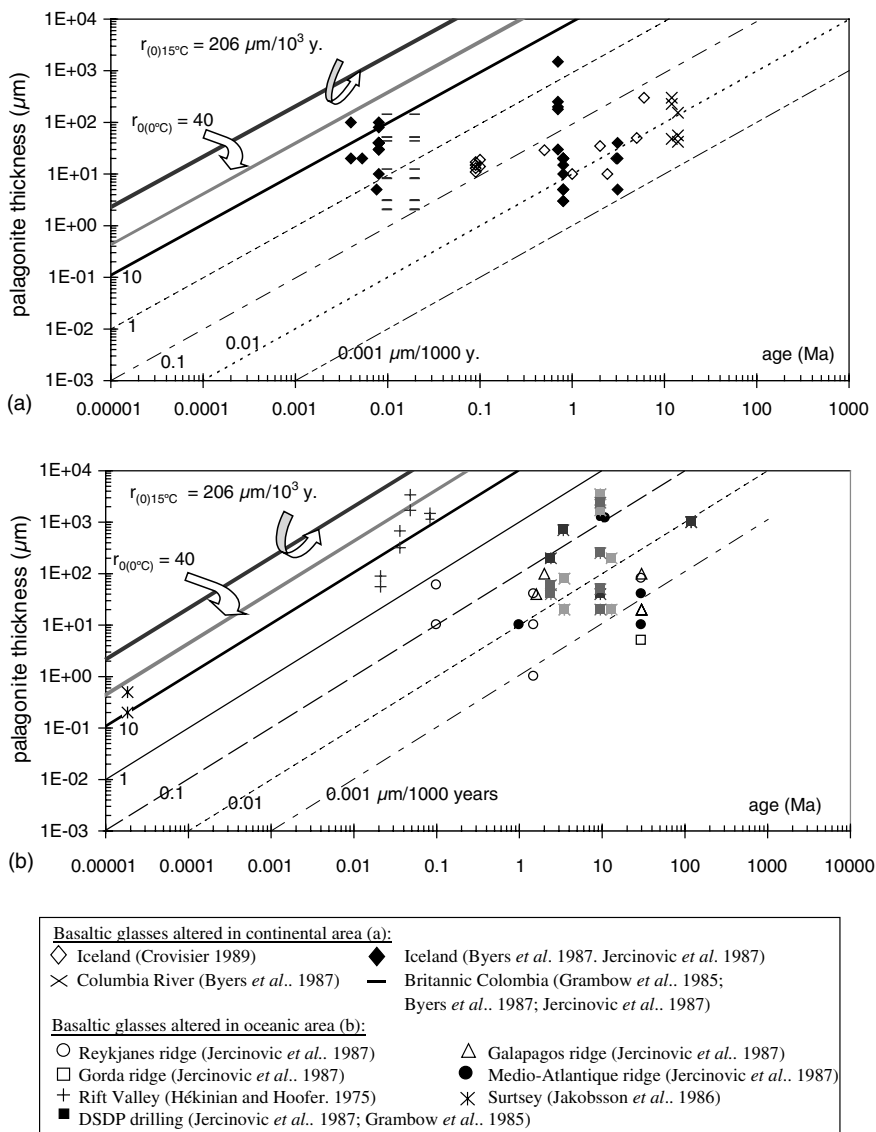 1E+04
1E+03
1E+02
1E+01
1E+00
1E-01
1E-02
1E-03
palagonite thickness (µm)
r(0)15°C = 206 µm/10³ y.
r0(0°C) = 40
10
1
0.1
0.01
0.001 µm/1000 y.
age (Ma)
0.00001 0.0001 0.001 0.01 0.1 1 10 100 1000
(a)
1E+04
1E+03
1E+02
1E+01
1E+00
1E-01
1E-02
1E-03
palagonite thickness (µm)
r(0)15°C = 206 µm/10³ y.
r0(0°C) = 40
10
1
0.1
0.01
0.001 µm/1000 years
age (Ma)
0.00001 0.0001 0.001 0.01 0.1 1 10 100 1000 10000
(b)
Basaltic glasses altered in continental area (a):
Iceland (Crovisier 1989)
Iceland (Byers et al. 1987. Jercinovic et al. 1987)
Columbia River (Byers et al.. 1987)
Britannic Colombia (Grambow et al.. 1985;
Byers et al.. 1987; Jercinovic et al.. 1987)
Basaltic glasses altered in oceanic area (b):
Reykjanes ridge (Jercinovic et al.. 1987)
Galapagos ridge (Jercinovic et al.. 1987)
Gorda ridge (Jercinovic et al.. 1987)
Medio-Atlantique ridge (Jercinovic et al.. 1987)
Rift Valley (Hékinian and Hoofer. 1975)
Surtsey (Jakobsson et al.. 1986)
DSDP drilling (Jercinovic et al.. 1987; Grambow et al.. 1985)